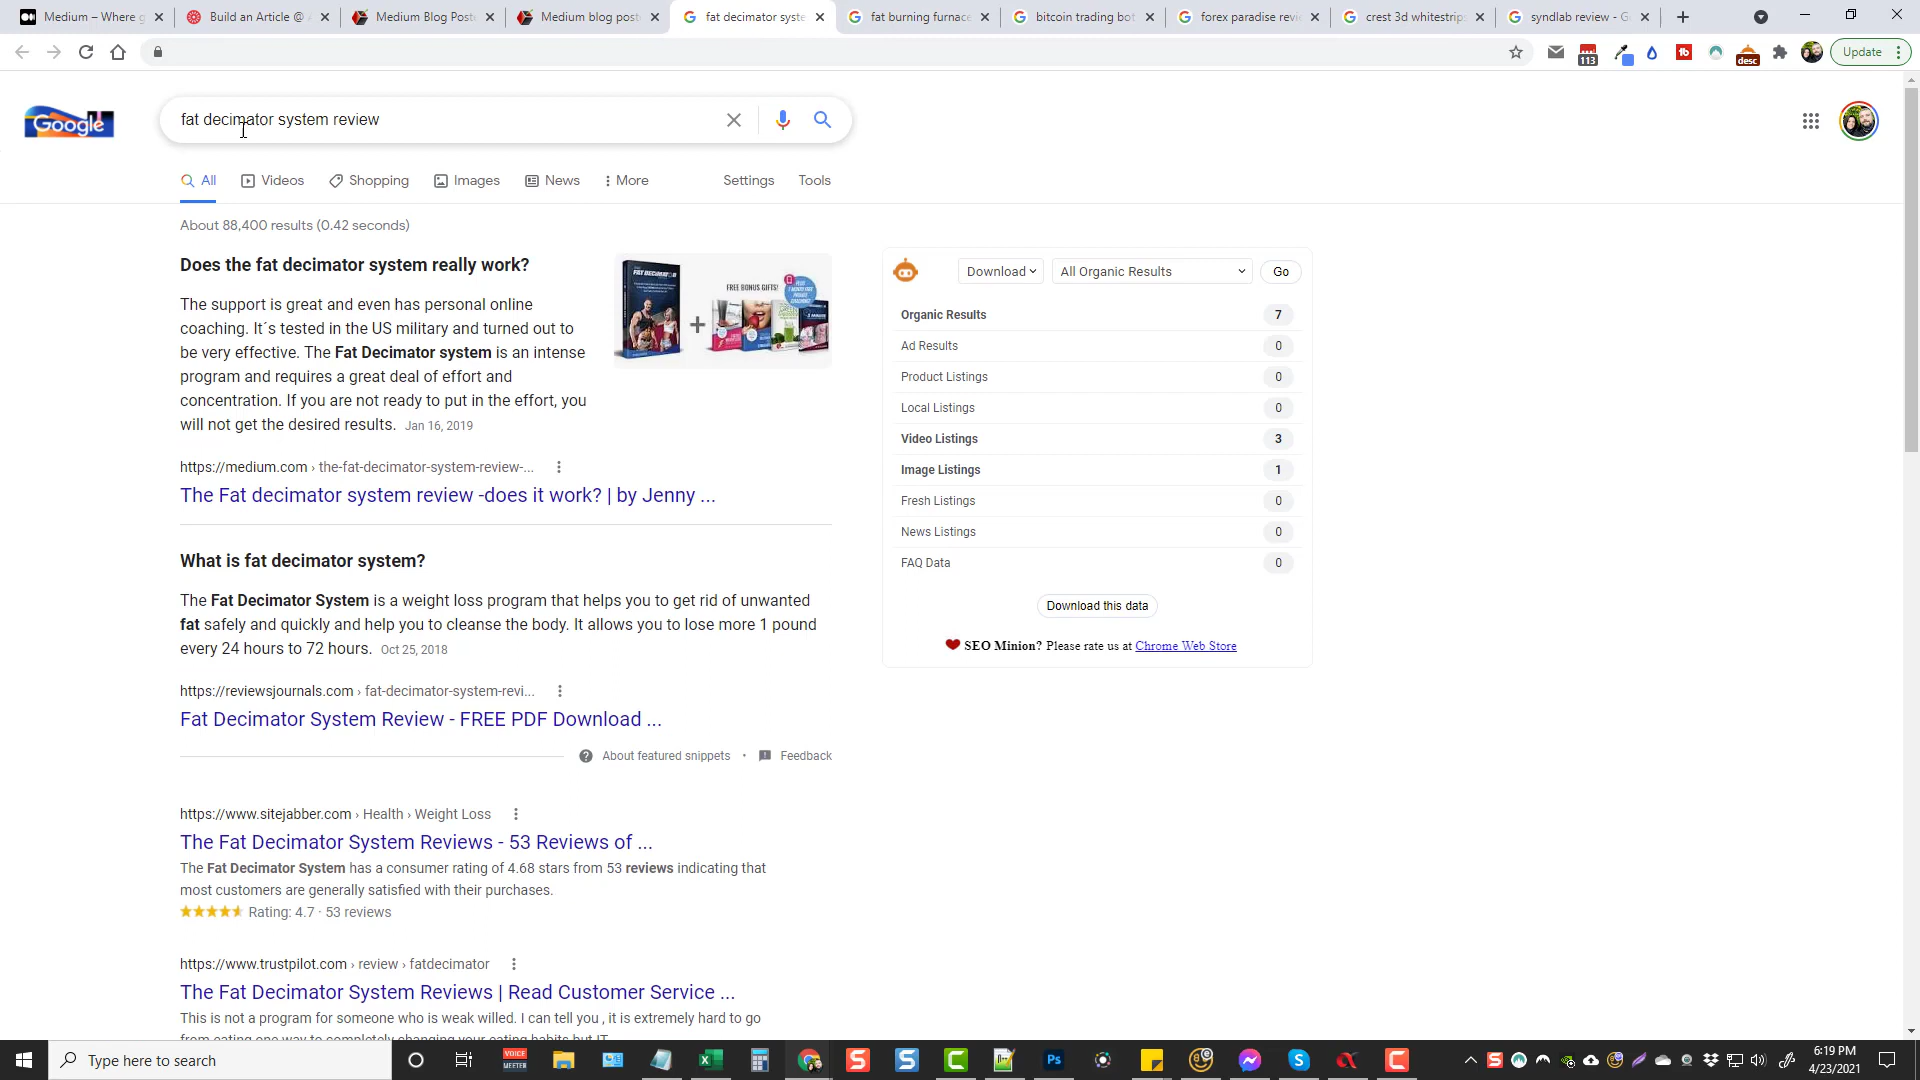 Medium – Where g
Build an Article @
Medium Blog Post
Medium blog post
fat decimator syste
fat burning furnace
bitcoin trading bot
forex paradise revi
crest 3d whitestrip
syndlab review - G
113
desc
Update
Google
fat decimator system review
All
Videos
Shopping
Images
News
More
Settings
Tools
About 88,400 results (0.42 seconds)
Does the fat decimator system really work?
The support is great and even has personal online
coaching. It´s tested in the US military and turned out to
be very effective. The Fat Decimator system is an intense
program and requires a great deal of effort and
concentration. If you are not ready to put in the effort, you
will not get the desired results. Jan 16, 2019
FREE BONUS GIFTS!
https://medium.com › the-fat-decimator-system-review-...
The Fat decimator system review -does it work? | by Jenny ...
What is fat decimator system?
The Fat Decimator System is a weight loss program that helps you to get rid of unwanted
fat safely and quickly and help you to cleanse the body. It allows you to lose more 1 pound
every 24 hours to 72 hours. Oct 25, 2018
https://reviewsjournals.com › fat-decimator-system-revi...
Fat Decimator System Review - FREE PDF Download ...
About featured snippets
•
Feedback
https://www.sitejabber.com › Health › Weight Loss
The Fat Decimator System Reviews - 53 Reviews of ...
The Fat Decimator System has a consumer rating of 4.68 stars from 53 reviews indicating that
most customers are generally satisfied with their purchases.
Rating: 4.7 · 53 reviews
https://www.trustpilot.com › review › fatdecimator
The Fat Decimator System Reviews | Read Customer Service ...
This is not a program for someone who is weak willed. I can tell you , it is extremely hard to go
from eating one way to completely changing your eating habits but IT
Download
All Organic Results
Go
Organic Results 7
Ad Results 0
Product Listings 0
Local Listings 0
Video Listings 3
Image Listings 1
Fresh Listings 0
News Listings 0
FAQ Data 0
Download this data
SEO Minion? Please rate us at Chrome Web Store
Type here to search
VOICE
MEETER
6:19 PM
4/23/2021